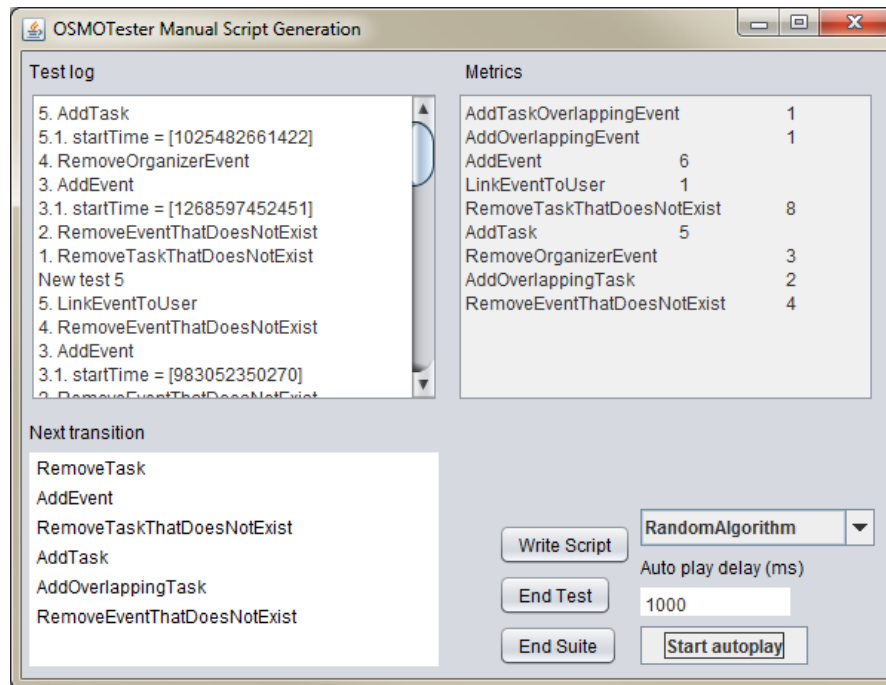 OSMOTester Manual Script Generation
Test log
5. AddTask
5.1. startTime = [1025482661422]
4. RemoveOrganizerEvent
3. AddEvent
3.1. startTime = [1268597452451]
2. RemoveEventThatDoesNotExist
1. RemoveTaskThatDoesNotExist
New test 5
5. LinkEventToUser
4. RemoveEventThatDoesNotExist
3. AddEvent
3.1. startTime = [983052350270]
2. RemoveEventThatDoesNotExist
Metrics
AddTaskOverlappingEvent 1
AddOverlappingEvent 1
AddEvent 6
LinkEventToUser 1
RemoveTaskThatDoesNotExist 8
AddTask 5
RemoveOrganizerEvent 3
AddOverlappingTask 2
RemoveEventThatDoesNotExist 4
Next transition
RemoveTask
AddEvent
RemoveTaskThatDoesNotExist
AddTask
AddOverlappingTask
RemoveEventThatDoesNotExist
Write Script
End Test
End Suite
RandomAlgorithm
Auto play delay (ms)
1000
Start autoplay